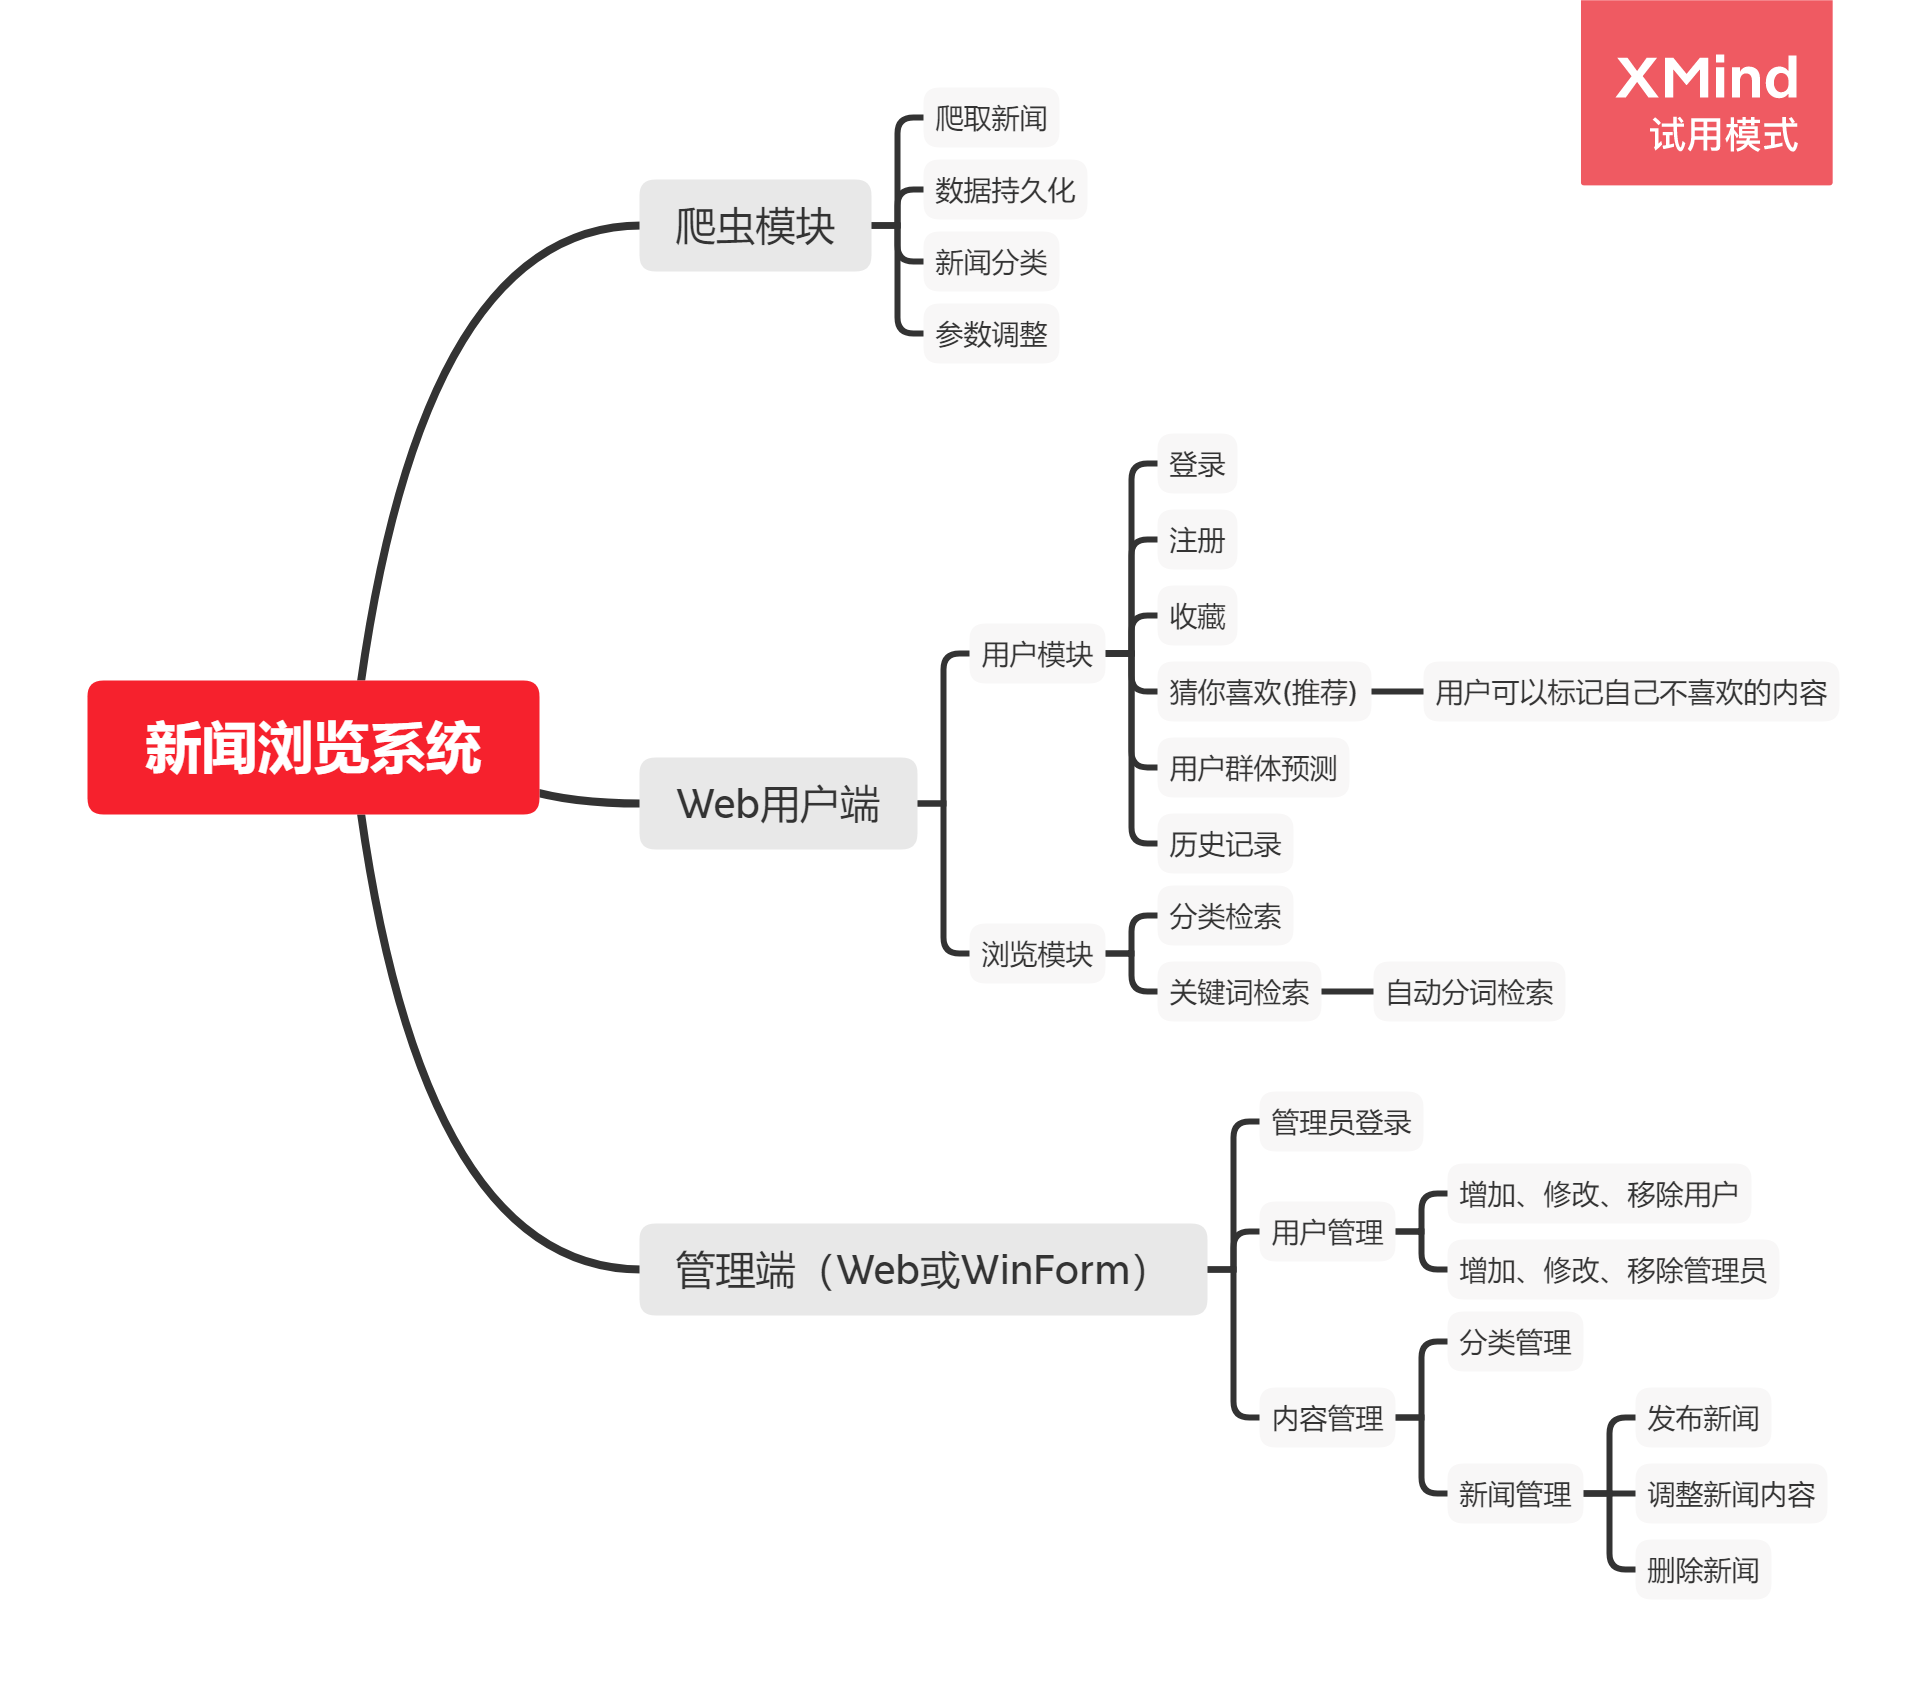 XMind
试用模式
新闻浏览系统
爬虫模块
爬取新闻
数据持久化
新闻分类
参数调整
Web用户端
用户模块
登录
注册
收藏
猜你喜欢(推荐)
用户可以标记自己不喜欢的内容
用户群体预测
历史记录
浏览模块
分类检索
关键词检索
自动分词检索
管理端（Web或WinForm）
管理员登录
用户管理
增加、修改、移除用户
增加、修改、移除管理员
内容管理
分类管理
新闻管理
发布新闻
调整新闻内容
删除新闻